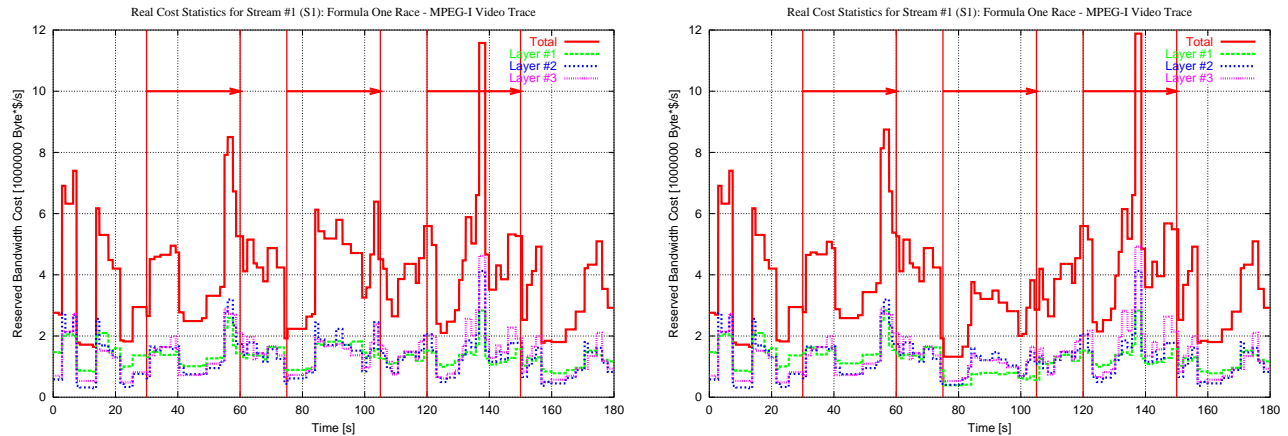 Real Cost Statistics for Stream #1 (S1): Formula One Race - MPEG-I Video Trace
Reserved Bandwidth Cost [1000000 Byte*$/s]
12
10
8
6
4
2
0
Total
Layer #1
Layer #2
Layer #3
0 20 40 60 80 100 120 140 160 180
Time [s]
Real Cost Statistics for Stream #1 (S1): Formula One Race - MPEG-I Video Trace
Reserved Bandwidth Cost [1000000 Byte*$/s]
12
10
8
6
4
2
0
Total
Layer #1
Layer #2
Layer #3
0 20 40 60 80 100 120 140 160 180
Time [s]